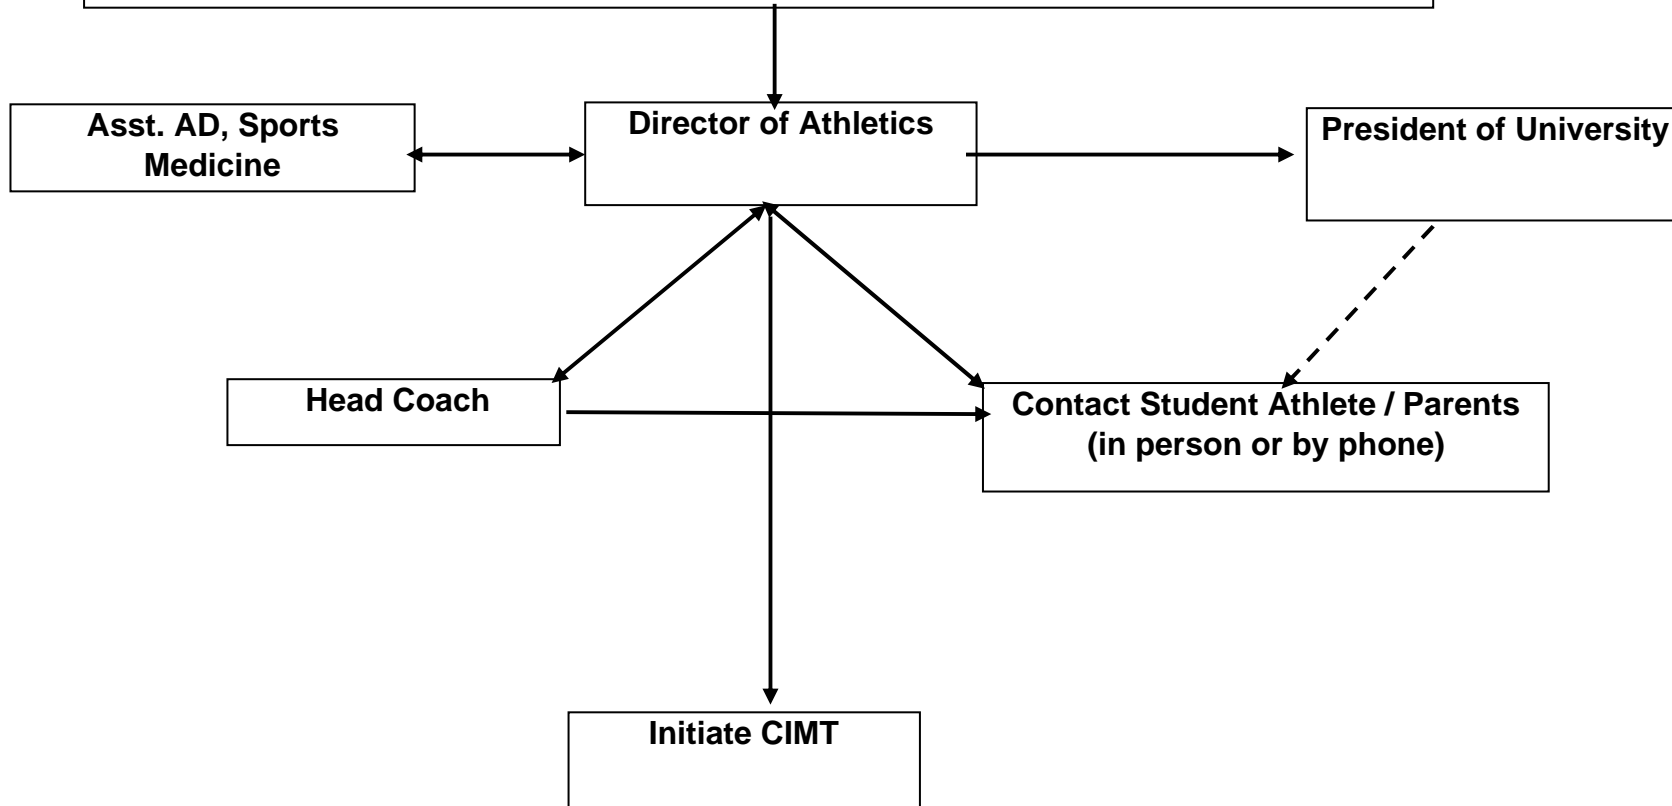 Asst. AD, Sports
Medicine
Director of Athletics
President of University
Head Coach
Contact Student Athlete / Parents
(in person or by phone)
Initiate CIMT